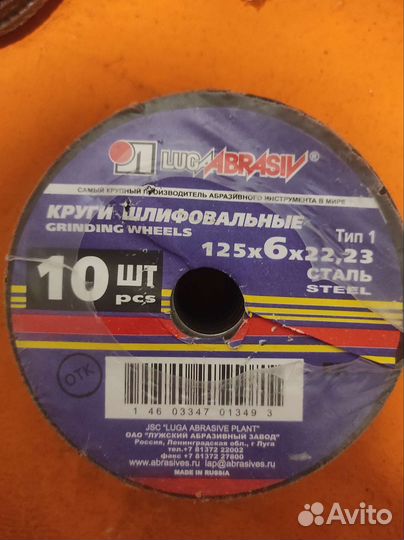 LUGAABRASIV®
САМЫЙ КРУПНЫЙ ПРОИЗВОДИТЕЛЬ АБРАЗИВНОГО ИНСТРУМЕНТА В МИРЕ
КРУГИ ШЛИФОВАЛЬНЫЕ
GRINDING WHEELS
Тип 1
125x6x22,23
СТАЛЬ
STEEL
10 ШТ
pcs
ОТК
1 46 03347 01349 3
JSC "LUGA ABRASIVE PLANT"
ОАО "ЛУЖСКИЙ АБРАЗИВНЫЙ ЗАВОД"
Россия, Ленинградская обл., г Луга
тел.+7 81372 22002
факс +7 81372 27800
www.abrasives.ru lap@abrasives.ru
MADE IN RUSSIA
Avito